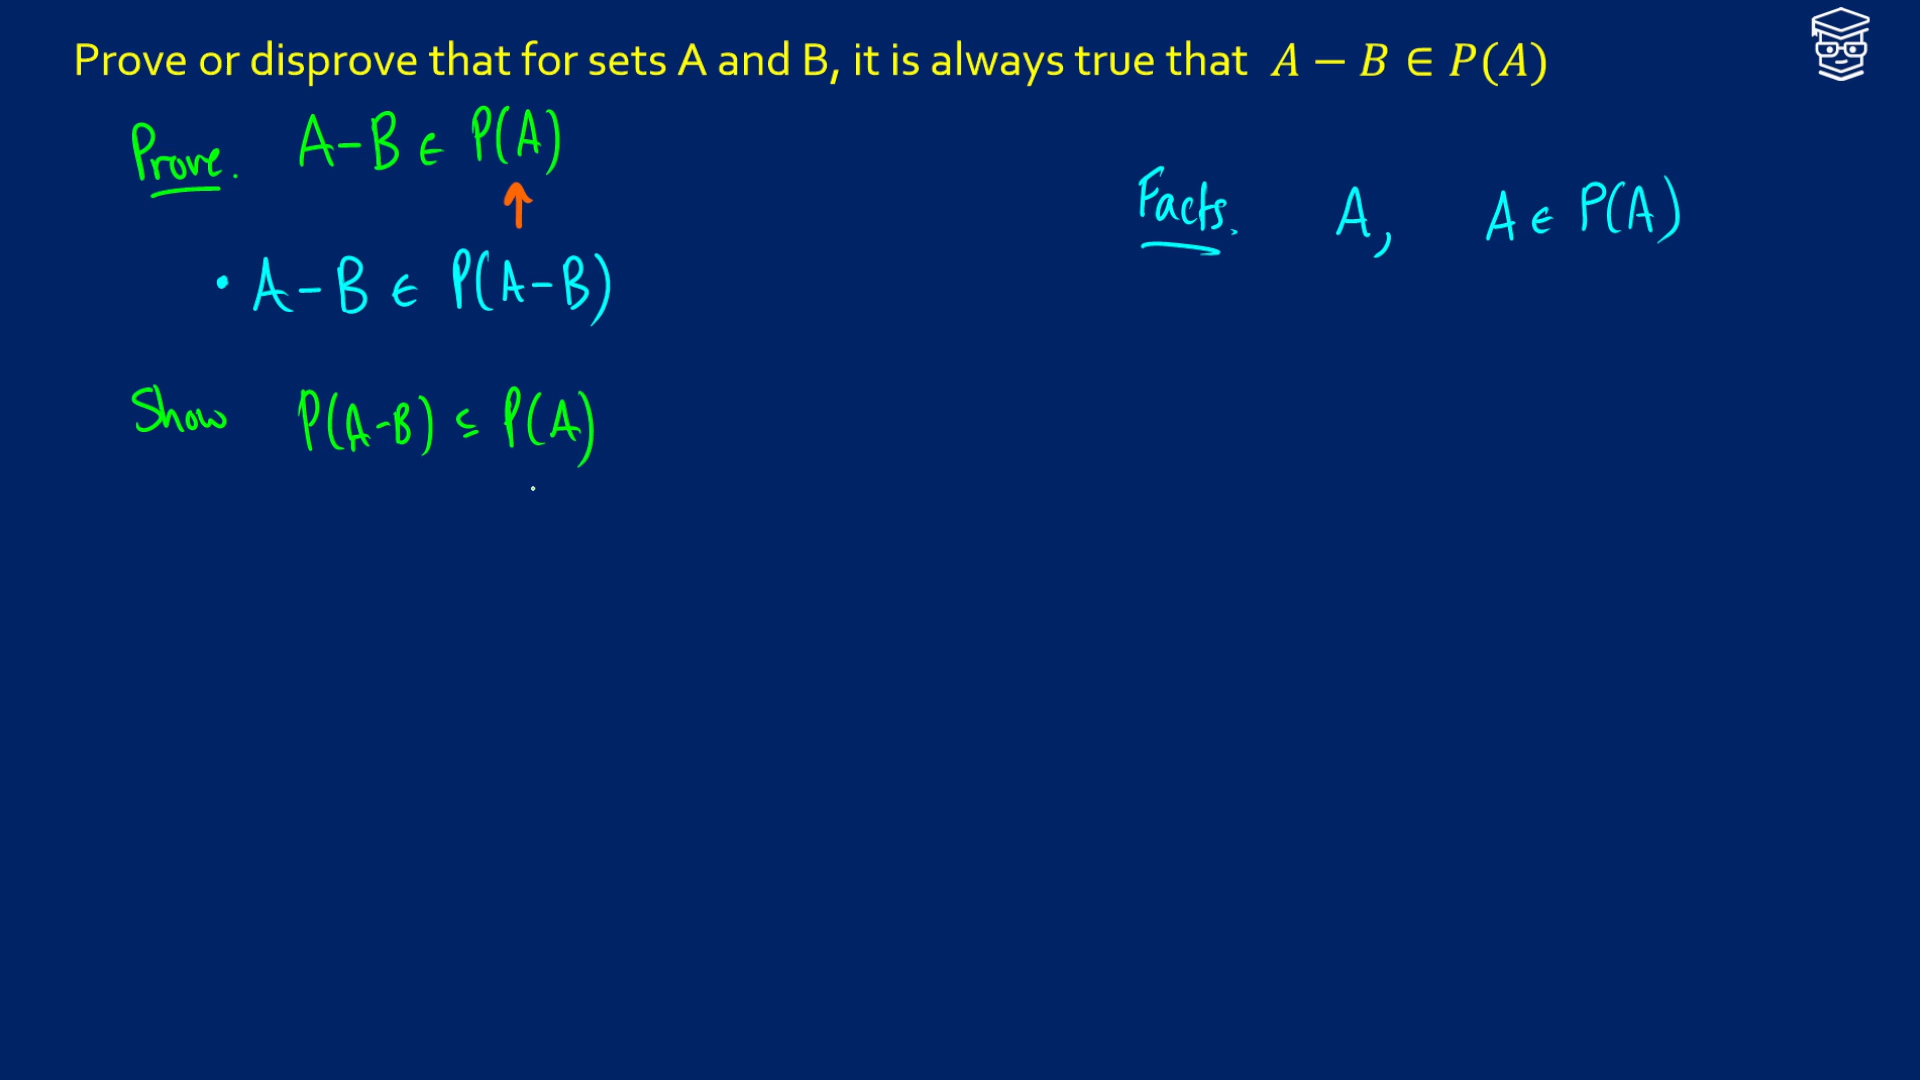 Prove or disprove that for sets A and B, it is always true that A − B ∈ P(A)
Prove. A-B ∈ P(A)
Facts. A, A ∈ P(A)
• A-B ∈ P(A-B)
Show P(A-B) ⊆ P(A)